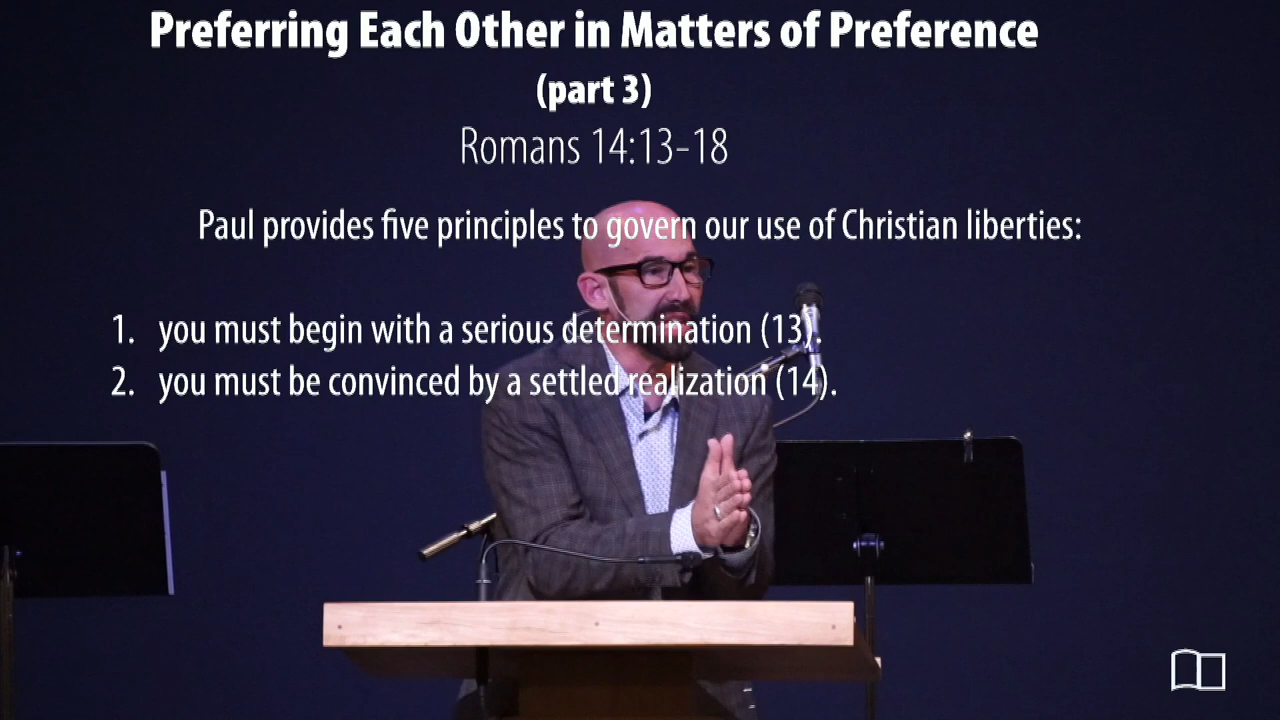 Preferring Each Other in Matters of Preference
(part 3)
Romans 14:13-18
Paul provides five principles to govern our use of Christian liberties:
1. you must begin with a serious determination (13).
2. you must be convinced by a settled realization (14).